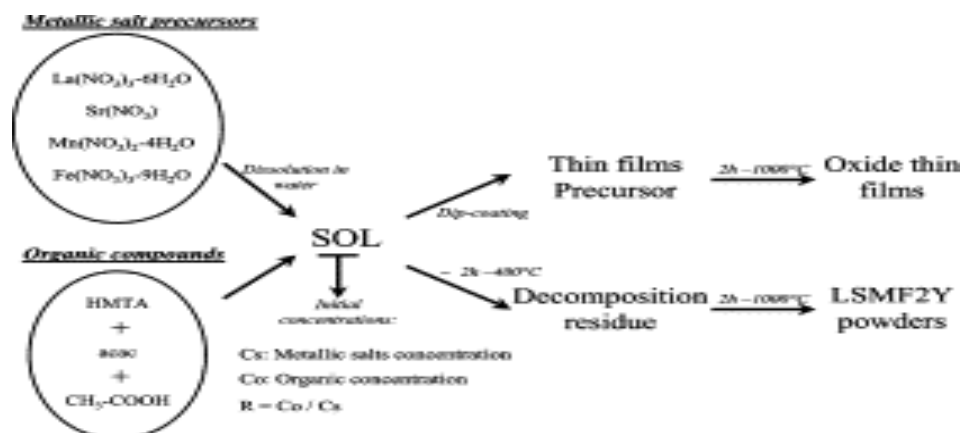 Metallic salt precursors
La(NO₃)₃-6H₂O
Sr(NO₃)
Mn(NO₃)₂-4H₂O
Fe(NO₃)₃-9H₂O
Dissolution in
water
Organic compounds
HMTA
+
acac
+
CH₃-COOH
SOL
Initial
concentrations:
Cs: Metallic salts concentration
Co: Organic concentration
R = Co / Cs
Dip-coating
Thin films
Precursor
2h –1000°C
Oxide thin
films
– 2h –480°C
Decomposition
residue
2h–1000°C
LSMF2Y
powders